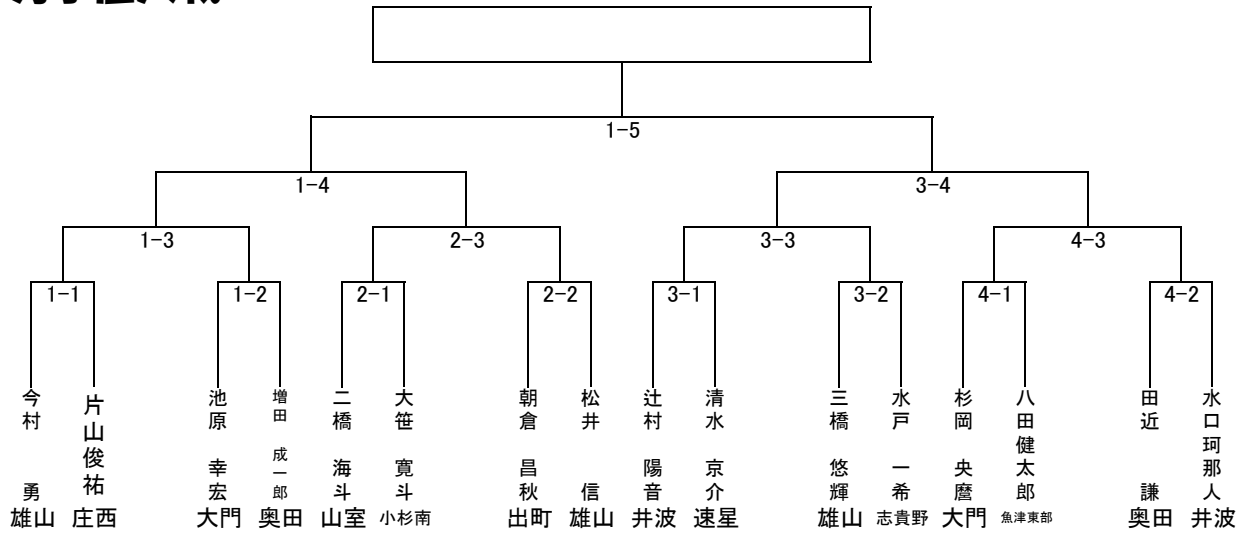 1-5
1-4
3-4
1-3
2-3
3-3
4-3
1-1
1-2
2-1
2-2
3-1
3-2
4-1
4-2
今村 勇
雄山
片山俊祐
庄西
池原 幸宏
大門
増田 成一郎
奥田
二橋 海斗
山室
大笹 寛斗
小杉南
朝倉 昌秋
出町
松井 信
雄山
辻村 陽音
井波
清水 京介
速星
三橋 悠輝
雄山
水戸 一希
志貴野
杉岡 央麿
大門
八田健太郎
魚津東部
田近 謙
奥田
水口珂那人
井波